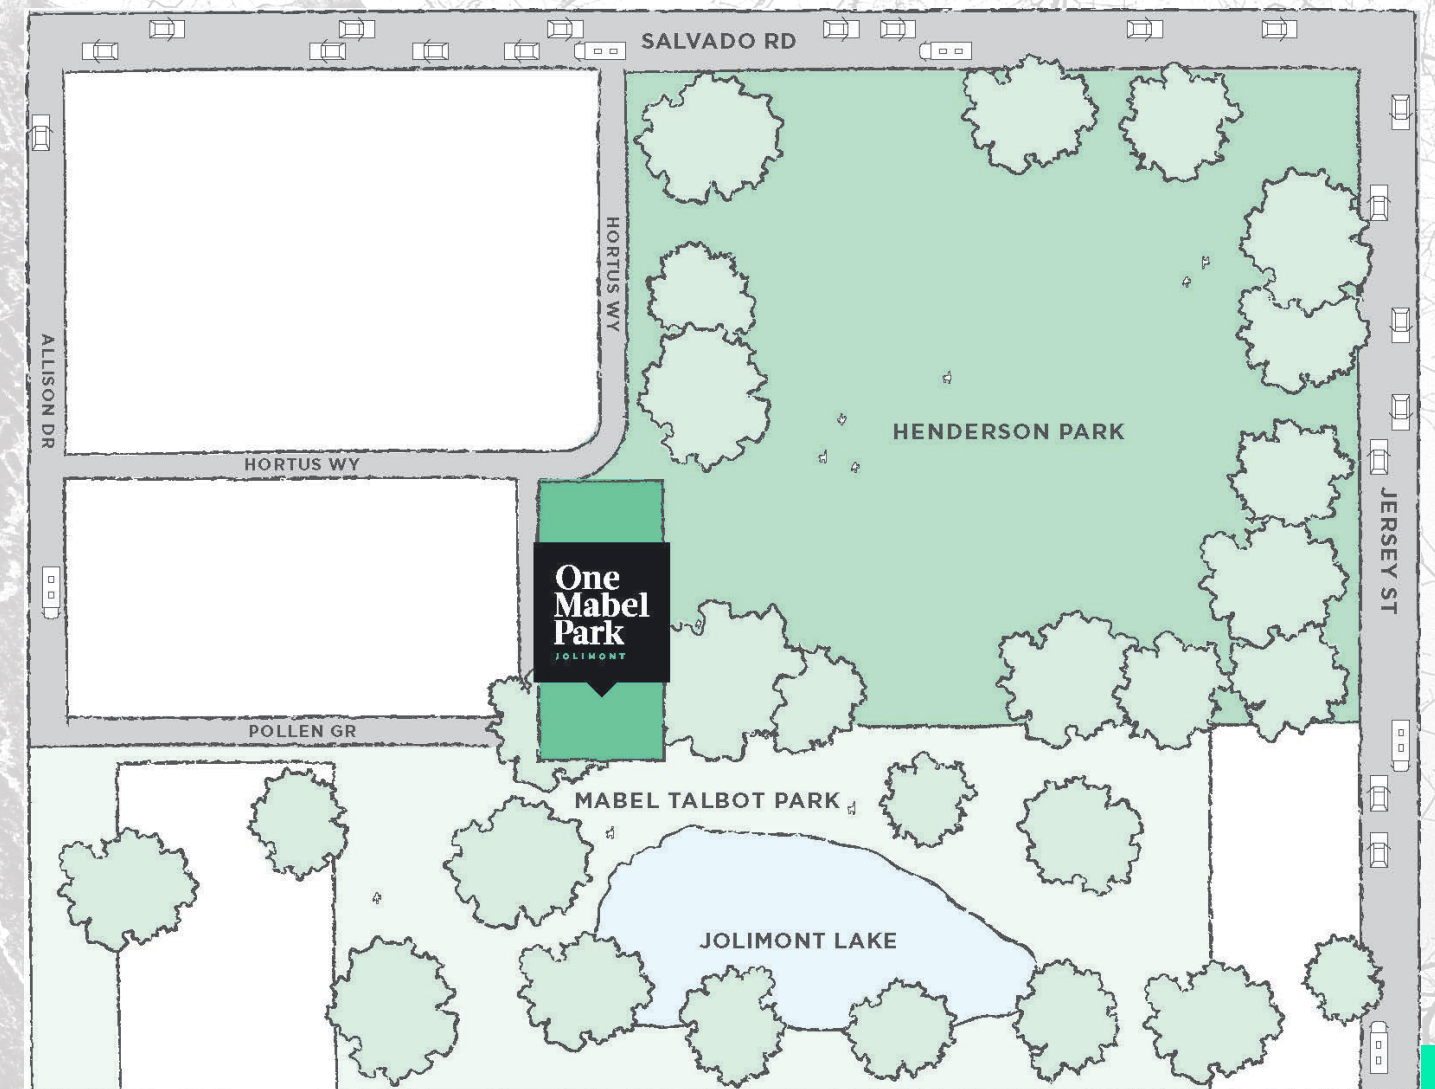 SALVADO RD
HORTUS WY
ALLISON DR
HENDERSON PARK
HORTUS WY
JERSEY ST
One
Mabel
Park
JOLIMONT
POLLEN GR
MABEL TALBOT PARK
JOLIMONT LAKE